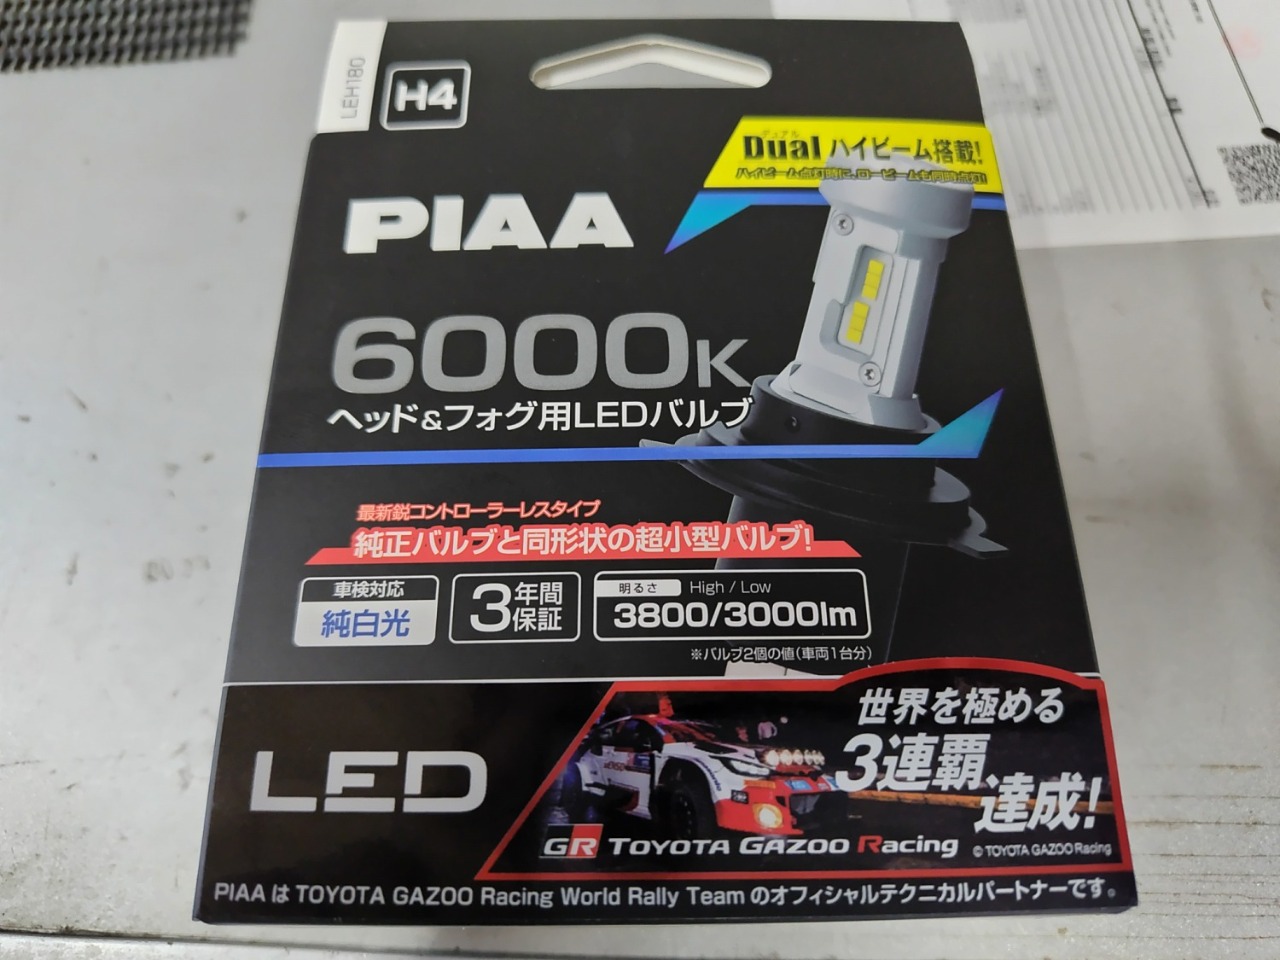 LEH180
H4
デュアル
Dual ハイビーム搭載!
ハイビーム点灯時に、ロービームも同時点灯!
PIAA
6000K
ヘッド&フォグ用LEDバルブ
最新鋭コントローラーレスタイプ
純正バルブと同形状の超小型バルブ!
車検対応
純白光
3年間保証
明るさ High / Low
3800/3000lm
※バルブ2個の値(車両1台分)
LED
世界を極める
3連覇、達成!
GR TOYOTA GAZOO Racing
© TOYOTA GAZOO Racing
PIAA は TOYOTA GAZOO Racing World Rally Team のオフィシャルテクニカルパートナーです。